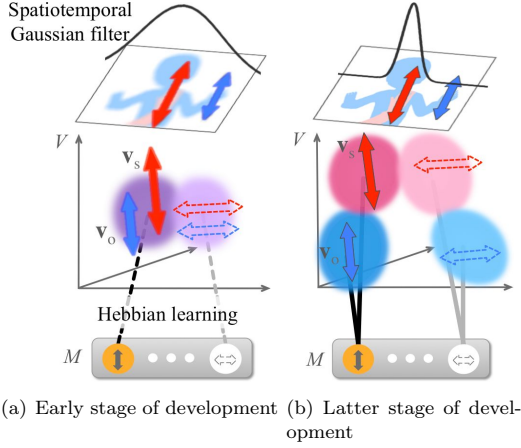 Spatiotemporal
Gaussian filter
V
v_s
v_o
Hebbian learning
M
V
v_s
v_o
M
(a) Early stage of development
(b) Latter stage of devel-
opment